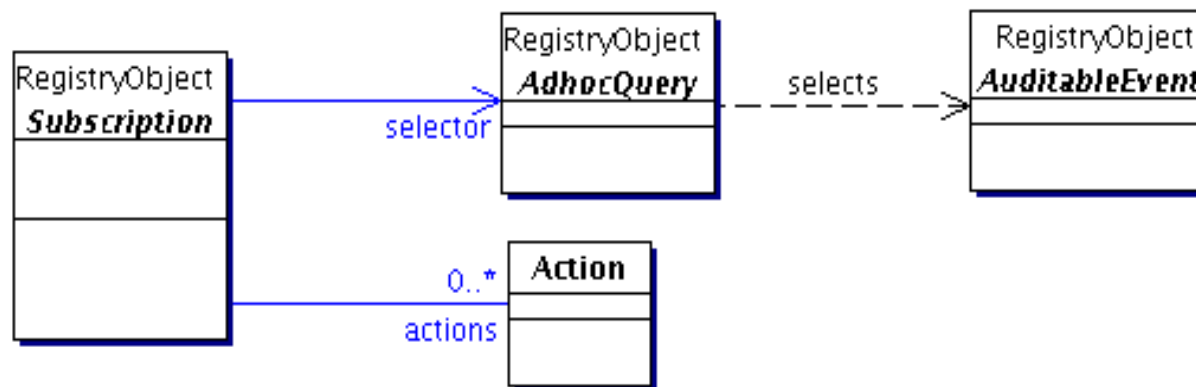 RegistryObject
Subscription
selector
RegistryObject
AdhocQuery
selects
RegistryObject
AuditableEvent
0..*
actions
Action